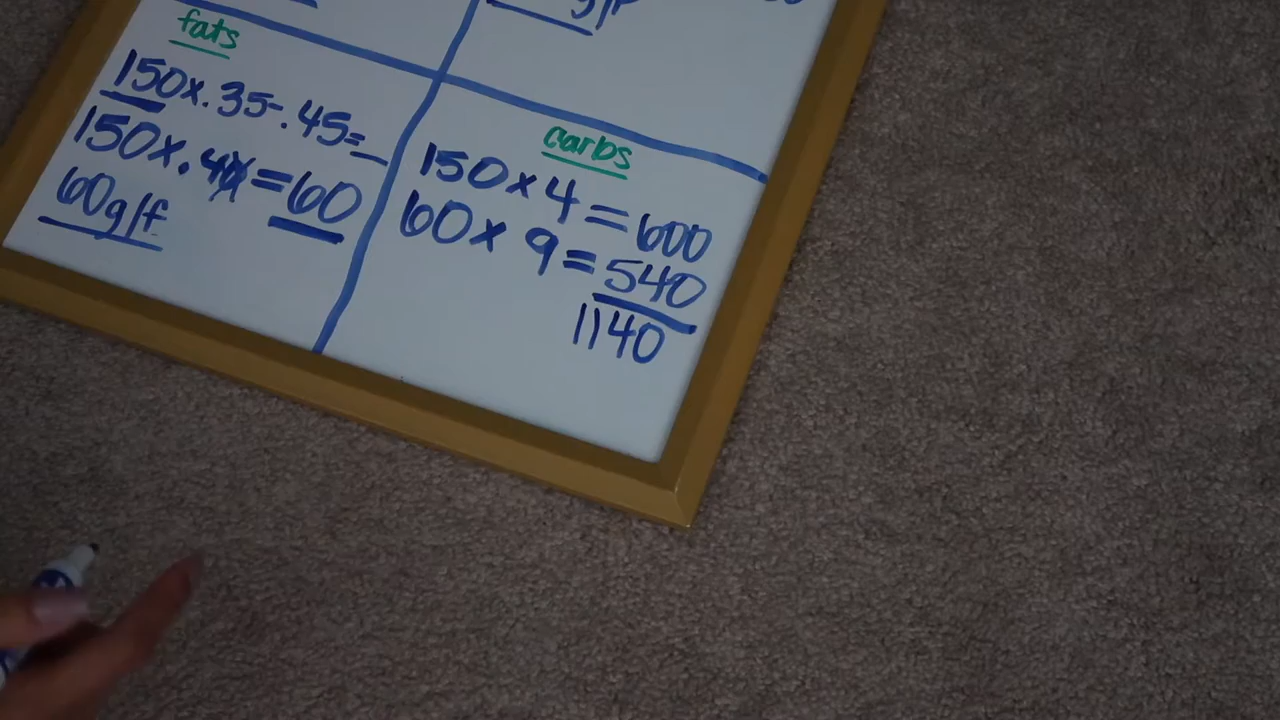 fats
150x.35-.45=_
150x.4=60
60g/f
carbs
150x4=600
60x9=540
1140